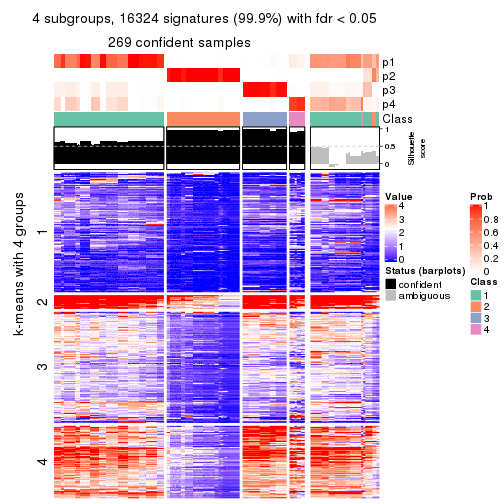 4 subgroups, 16324 signatures (99.9%) with fdr < 0.05
269 confident samples
p1
p2
p3
p4
Class
1
0.5
0
Silhouette
score
k-means with 4 groups
1
2
3
4
Value
4
3
2
1
0
Status (barplots)
confident
ambiguous
Prob
1
0.8
0.6
0.4
0.2
0
Class
1
2
3
4